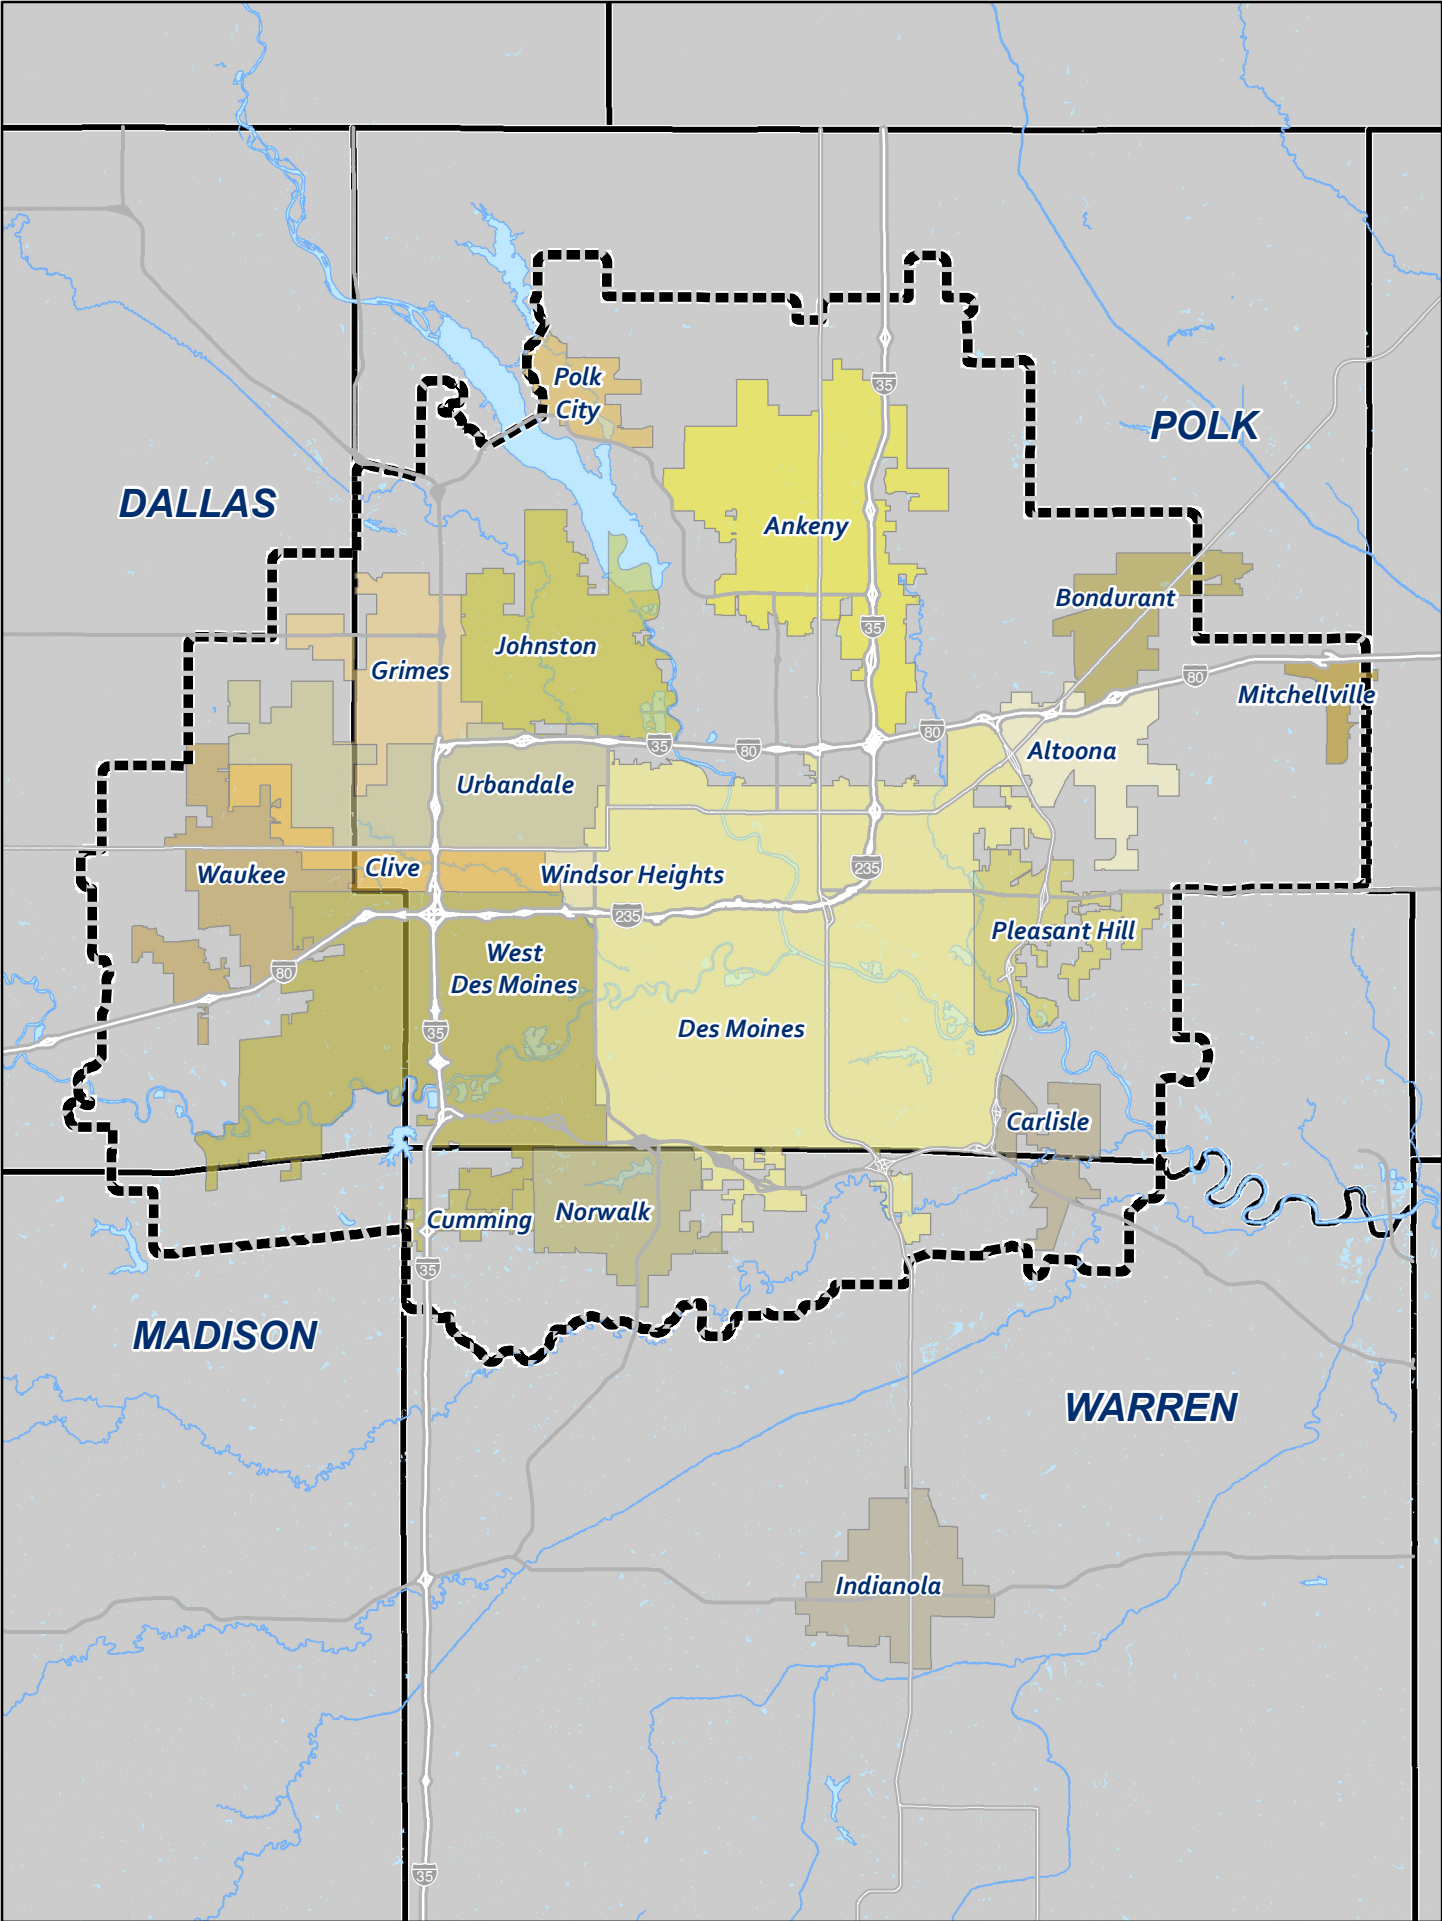 35
Polk
City
POLK
DALLAS
Ankeny
Bondurant
35
Johnston
Grimes
80
Mitchellville
80
35
80
Altoona
Urbandale
235
Clive
Waukee
Windsor Heights
235
Pleasant Hill
West
Des Moines
80
35
Des Moines
Carlisle
Cumming
Norwalk
35
MADISON
WARREN
Indianola
35